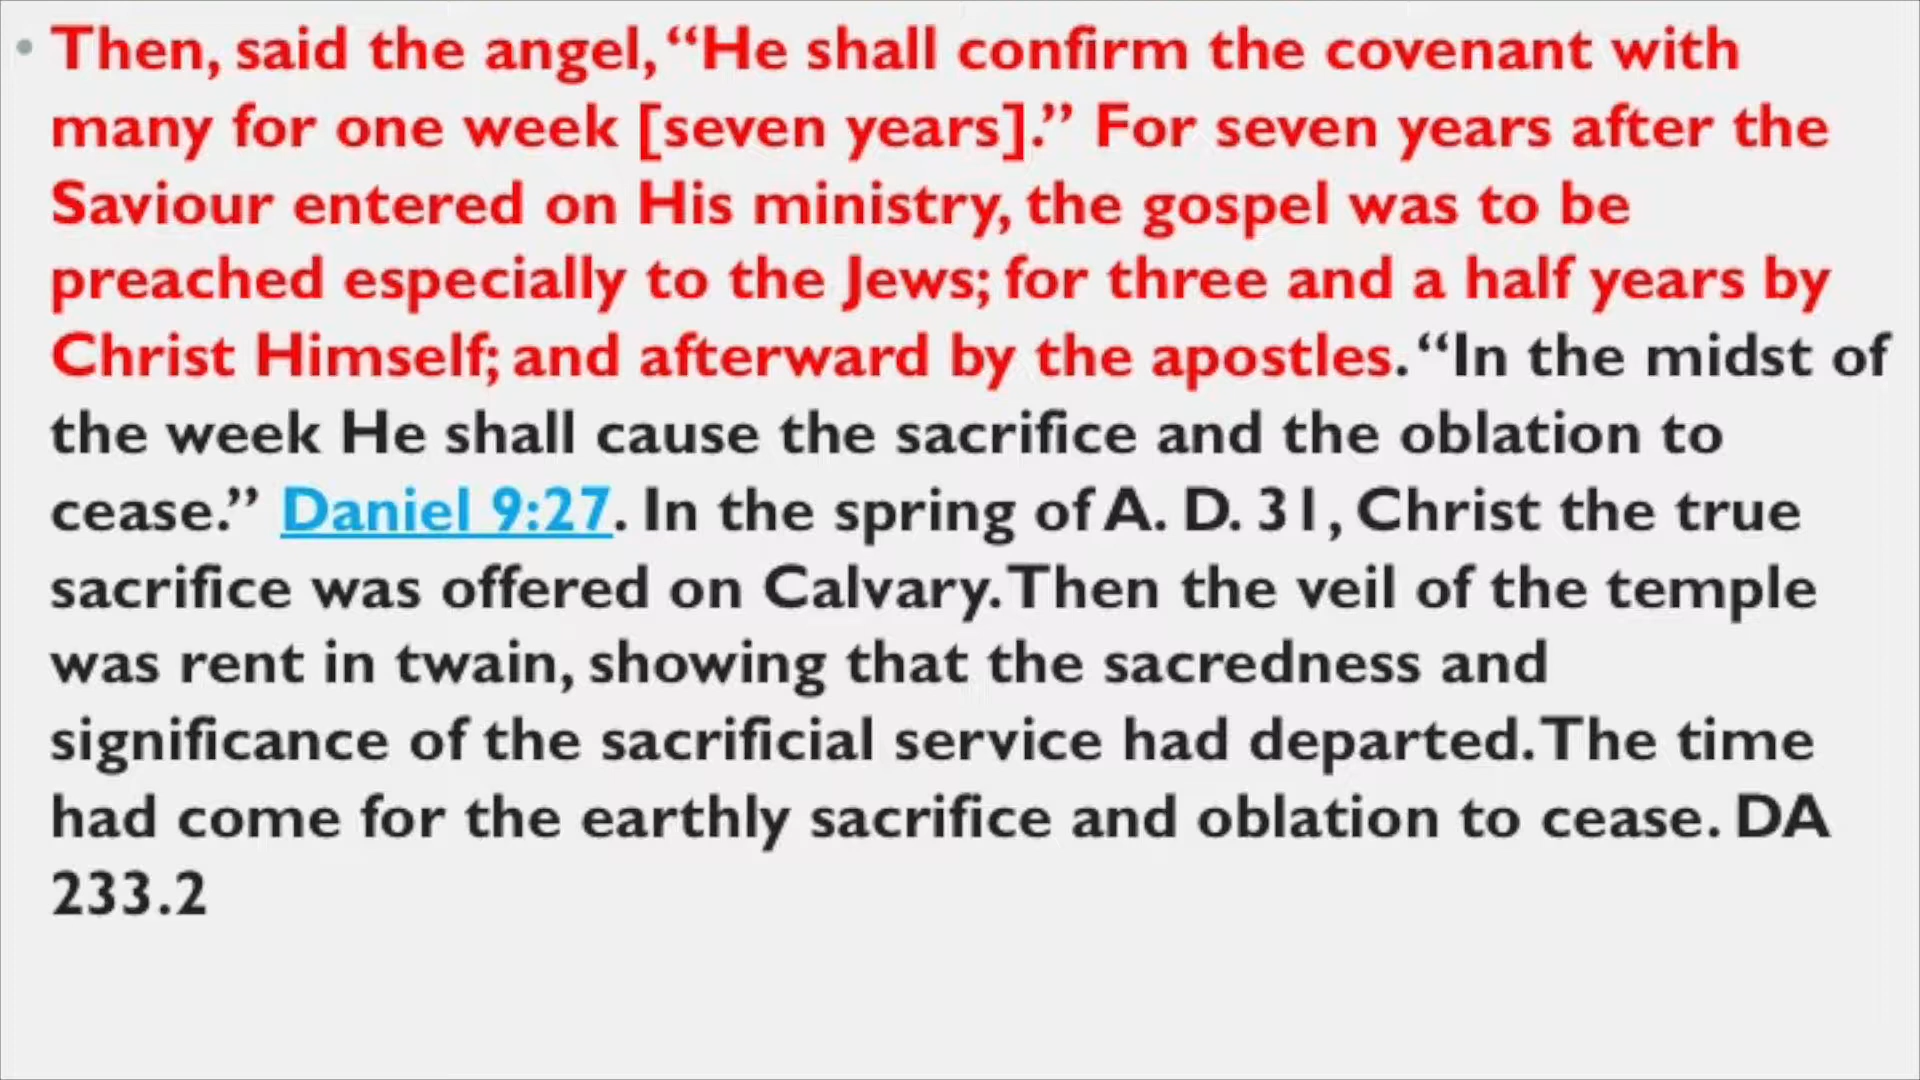 • Then, said the angel, “He shall confirm the covenant with
many for one week [seven years].” For seven years after the
Saviour entered on His ministry, the gospel was to be
preached especially to the Jews; for three and a half years by
Christ Himself; and afterward by the apostles. “In the midst of
the week He shall cause the sacrifice and the oblation to
cease.” Daniel 9:27. In the spring of A. D. 31, Christ the true
sacrifice was offered on Calvary. Then the veil of the temple
was rent in twain, showing that the sacredness and
significance of the sacrificial service had departed. The time
had come for the earthly sacrifice and oblation to cease. DA
233.2